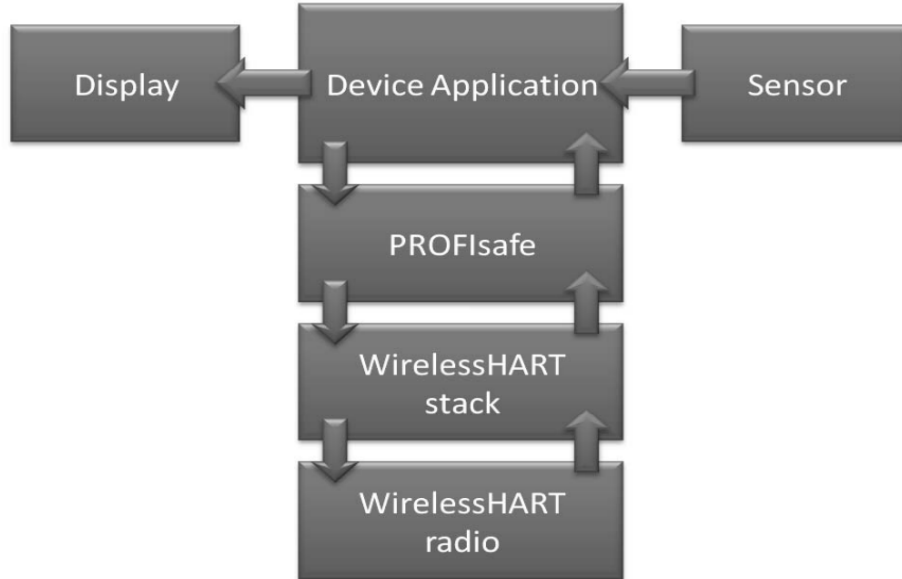 Display
Device Application
Sensor
PROFIsafe
WirelessHART
stack
WirelessHART
radio